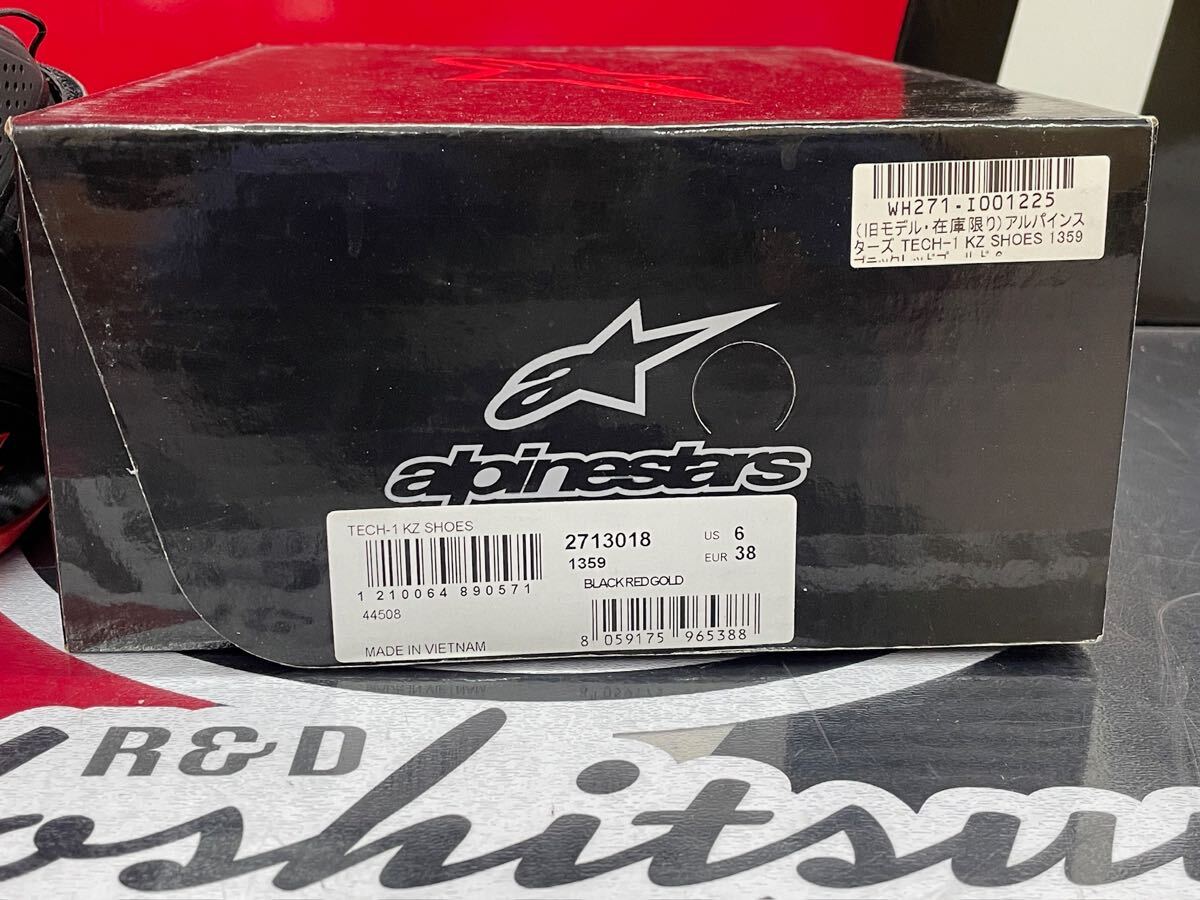 WH271-I001225
(旧モデル・在庫限り)アルパインス
ターズ TECH-1 KZ SHOES 1359
alpinestars
TECH-1 KZ SHOES
2713018
US 6
1359
EUR 38
BLACK RED GOLD
1 210064 890571
44508
8 059175 965388
MADE IN VIETNAM
R&D